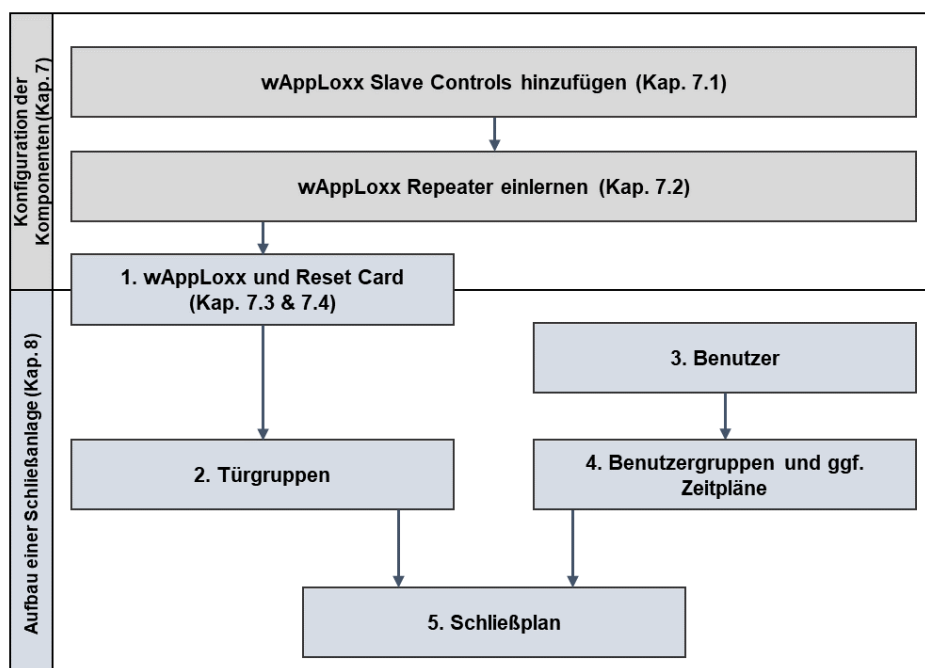 Konfiguration der
Komponenten (Kap. 7)
wAppLoxx Slave Controls hinzufügen (Kap. 7.1)
wAppLoxx Repeater einlernen (Kap. 7.2)
1. wAppLoxx und Reset Card
(Kap. 7.3 & 7.4)
Aufbau einer Schließanlage (Kap. 8)
3. Benutzer
2. Türgruppen
4. Benutzergruppen und ggf.
Zeitpläne
5. Schließplan